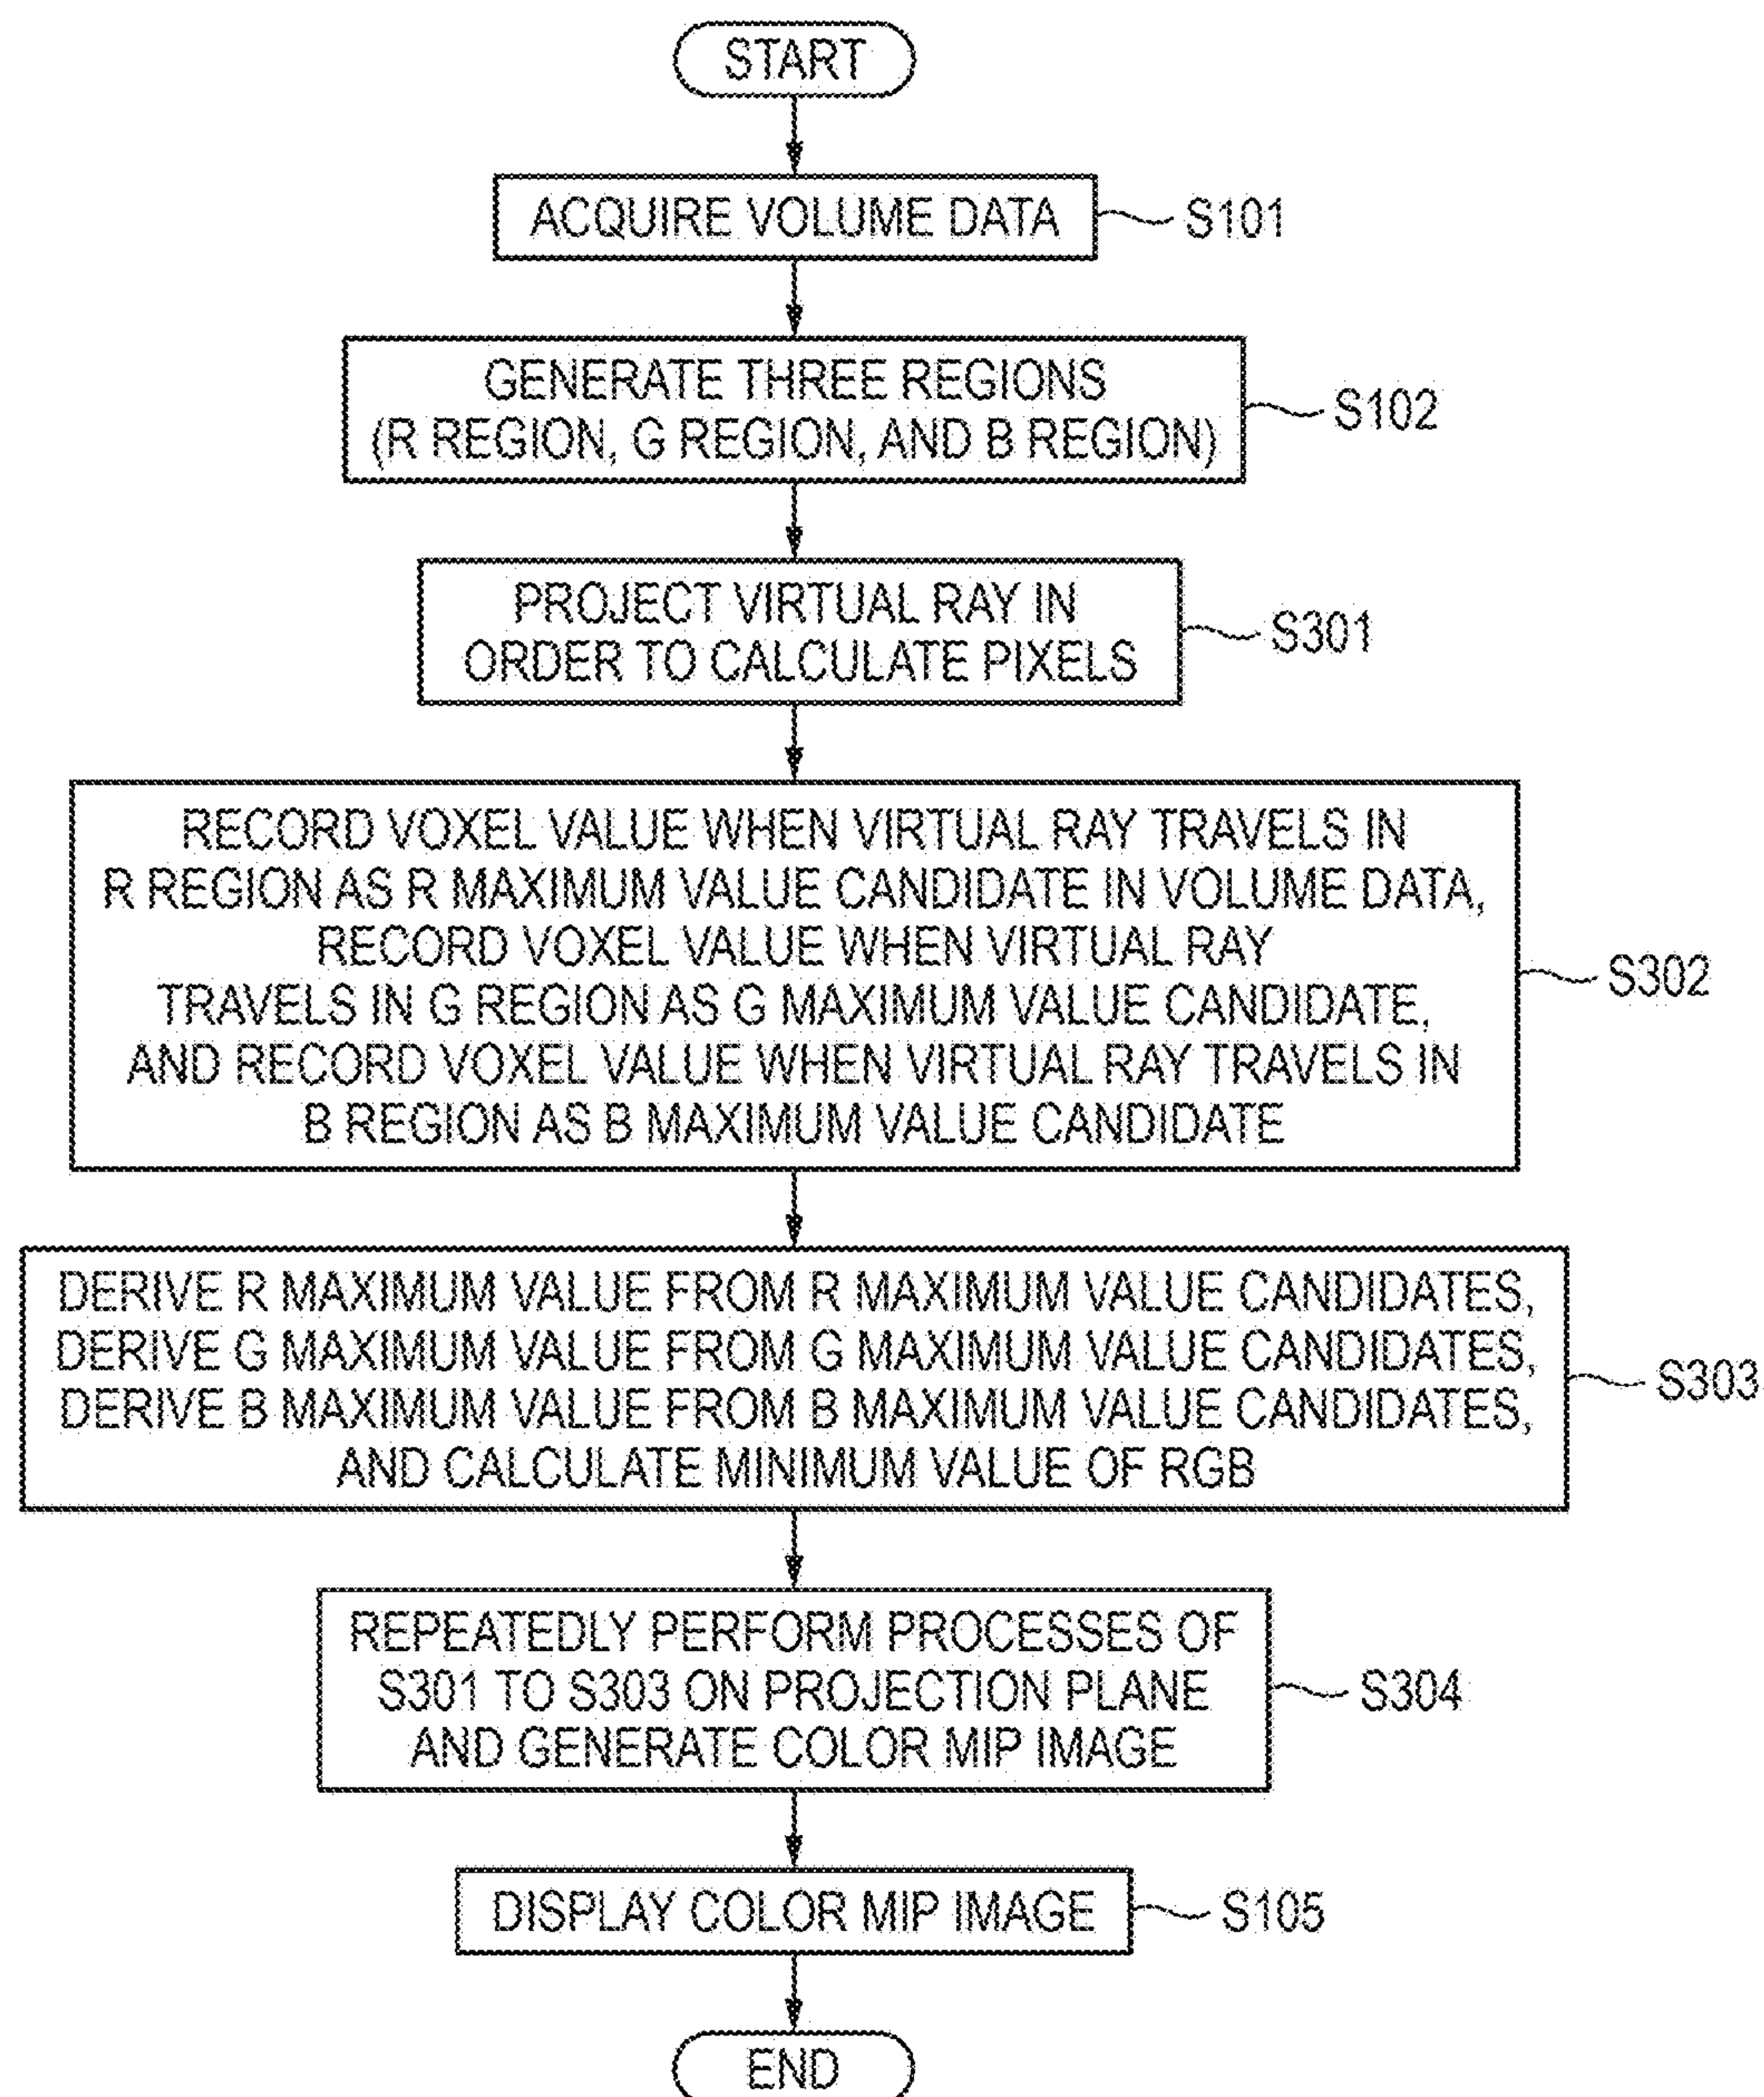 START
ACQUIRE VOLUME DATA
S101
GENERATE THREE REGIONS
(R REGION, G REGION, AND B REGION)
S102
PROJECT VIRTUAL RAY IN
ORDER TO CALCULATE PIXELS
S301
RECORD VOXEL VALUE WHEN VIRTUAL RAY TRAVELS IN
R REGION AS R MAXIMUM VALUE CANDIDATE IN VOLUME DATA,
RECORD VOXEL VALUE WHEN VIRTUAL RAY
TRAVELS IN G REGION AS G MAXIMUM VALUE CANDIDATE,
AND RECORD VOXEL VALUE WHEN VIRTUAL RAY TRAVELS IN
B REGION AS B MAXIMUM VALUE CANDIDATE
S302
DERIVE R MAXIMUM VALUE FROM R MAXIMUM VALUE CANDIDATES,
DERIVE G MAXIMUM VALUE FROM G MAXIMUM VALUE CANDIDATES,
DERIVE B MAXIMUM VALUE FROM B MAXIMUM VALUE CANDIDATES,
AND CALCULATE MINIMUM VALUE OF RGB
S303
REPEATEDLY PERFORM PROCESSES OF
S301 TO S303 ON PROJECTION PLANE
AND GENERATE COLOR MIP IMAGE
S304
DISPLAY COLOR MIP IMAGE
S105
END